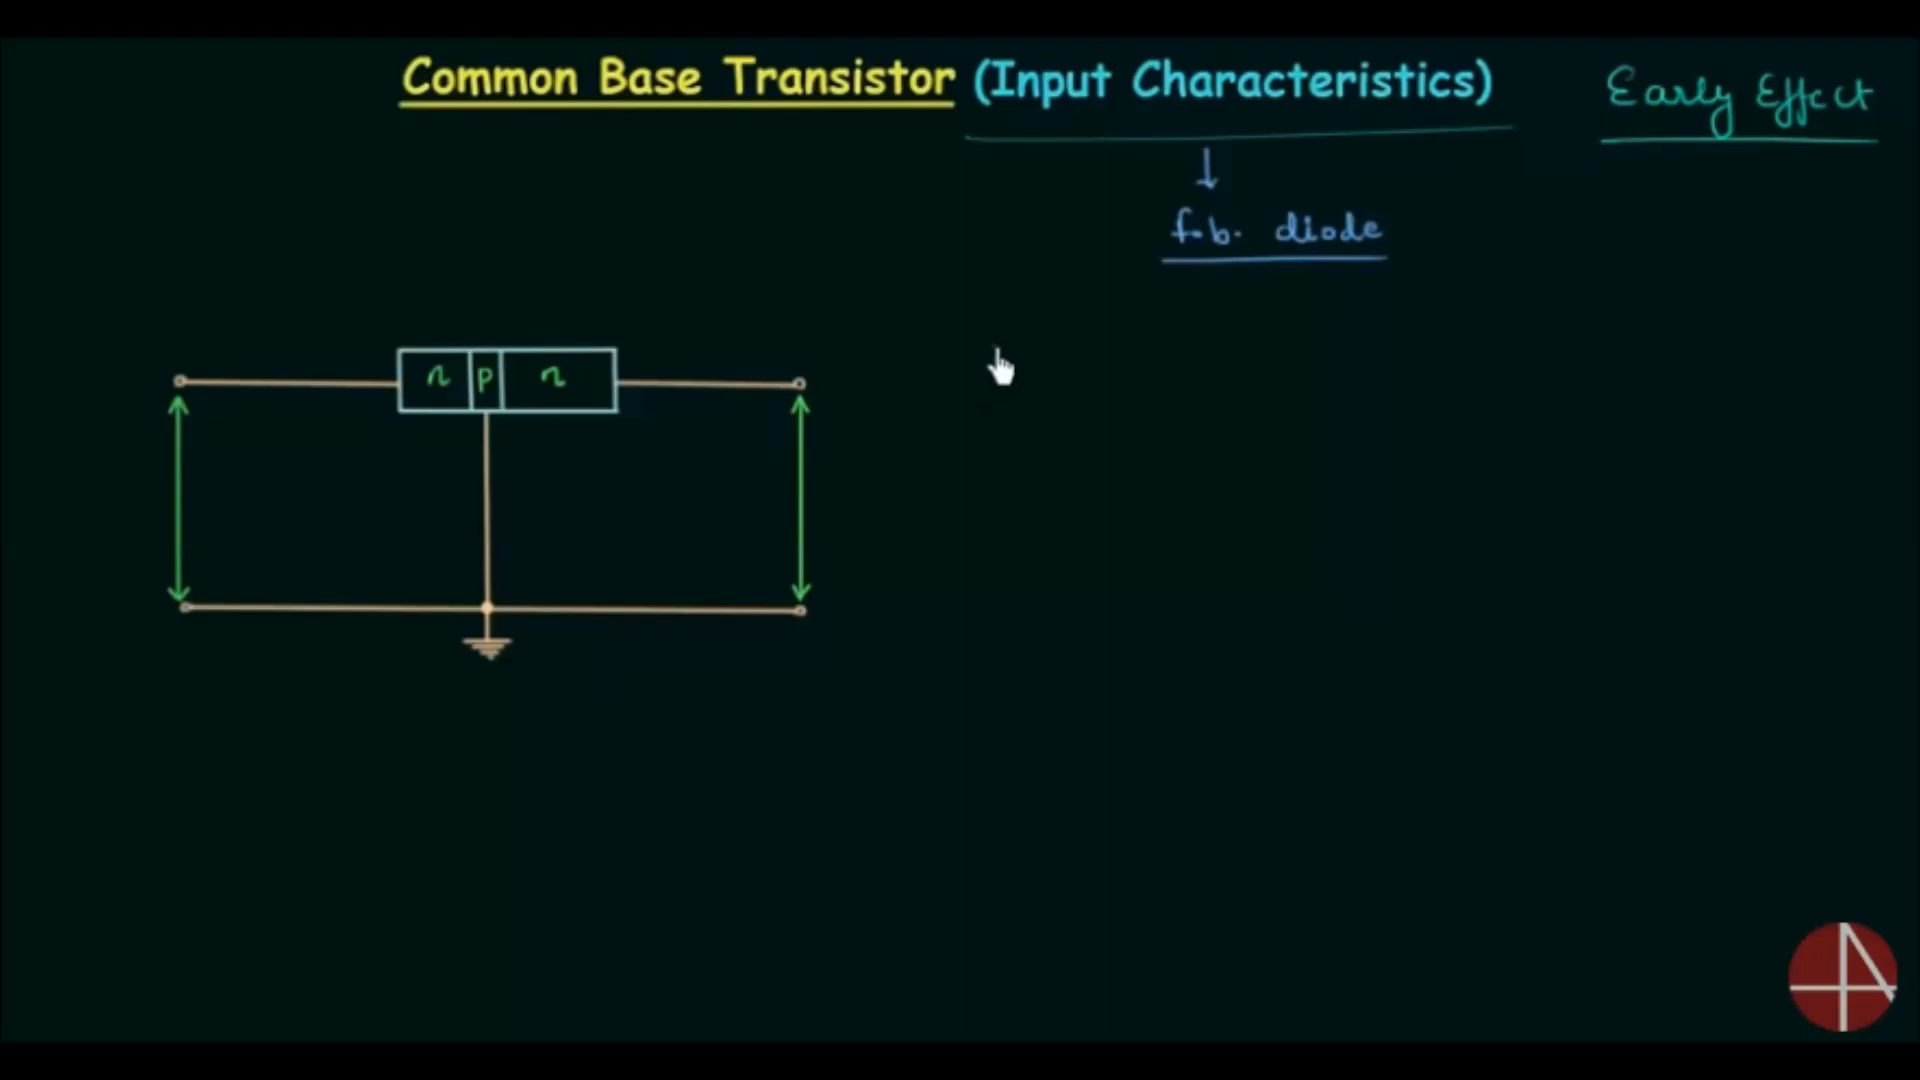 Common Base Transistor (Input Characteristics) Early Effect
f.b. diode
n p n